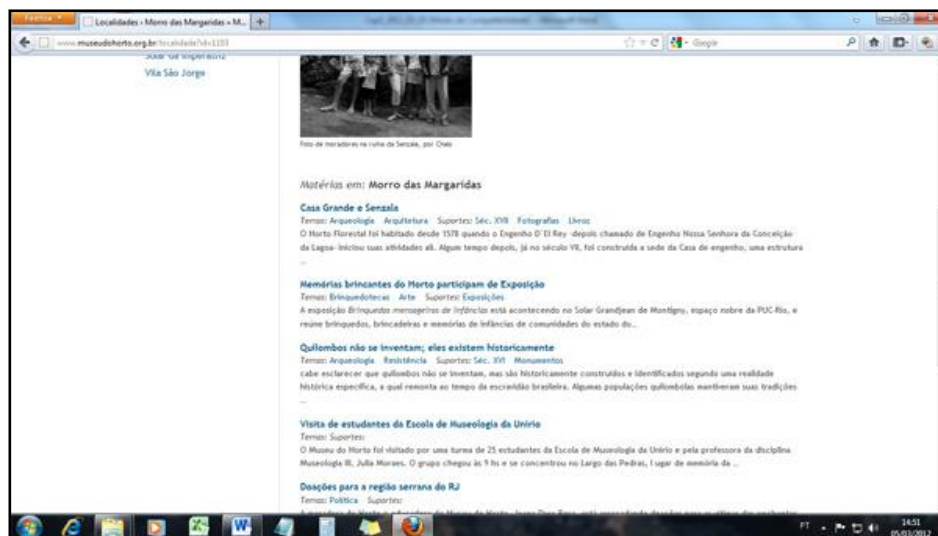 Firefox
Localidades » Morro das Margaridas » M...
www.museudohorto.org.br/localidade?id=1103
Google
Solar da Imperatriz
Vila São Jorge
Foto de moradores na ruína da Senzala, por
Matérias em: Morro das Margaridas
Casa Grande e Senzala
Temas: Arqueologia Arquitetura Suportes: Séc. XVII Fotografias Livros
O Horto Florestal foi habitado desde 1578 quando o Engenho D'El Rey -depois chamado de Engenho Nossa Senhora da Conceição
da Lagoa- iniciou suas atividades ali. Algum tempo depois, já no século VII, foi construída a sede da Casa de engenho, uma estrutura
...
Memórias brincantes do Horto participam de Exposição
Temas: Brinquedotecas Arte Suportes: Exposições
A exposição Brinquedos mensageiros de infâncias está acontecendo no Solar Grandjean de Montigny, espaço nobre da PUC-Rio, e
reúne brinquedos, brincadeiras e memórias de infâncias de comunidades do estado do...
Quilombos não se inventam; eles existem historicamente
Temas: Arqueologia Resistência Suportes: Séc. XVI Monumentos
cabe esclarecer que quilombos não se inventam, mas são historicamente construídos e identificados segundo uma realidade
histórica específica, a qual remonta ao tempo da escravidão brasileira. Algumas populações quilombolas mantiveram suas tradições
...
Visita de estudantes da Escola de Museologia da Unirio
Temas: Suportes:
O Museu do Horto foi visitado por uma turma de 25 estudantes da Escola de Museologia da Unirio e pela professora da disciplina
Museologia III, Julia Moraes. O grupo chegou às 9 hs e se concentrou no Largo das Pedras, lugar de memória da ...
Doações para a região serrana do RJ
Temas: Política Suportes:
PT
14:51
05/03/2012